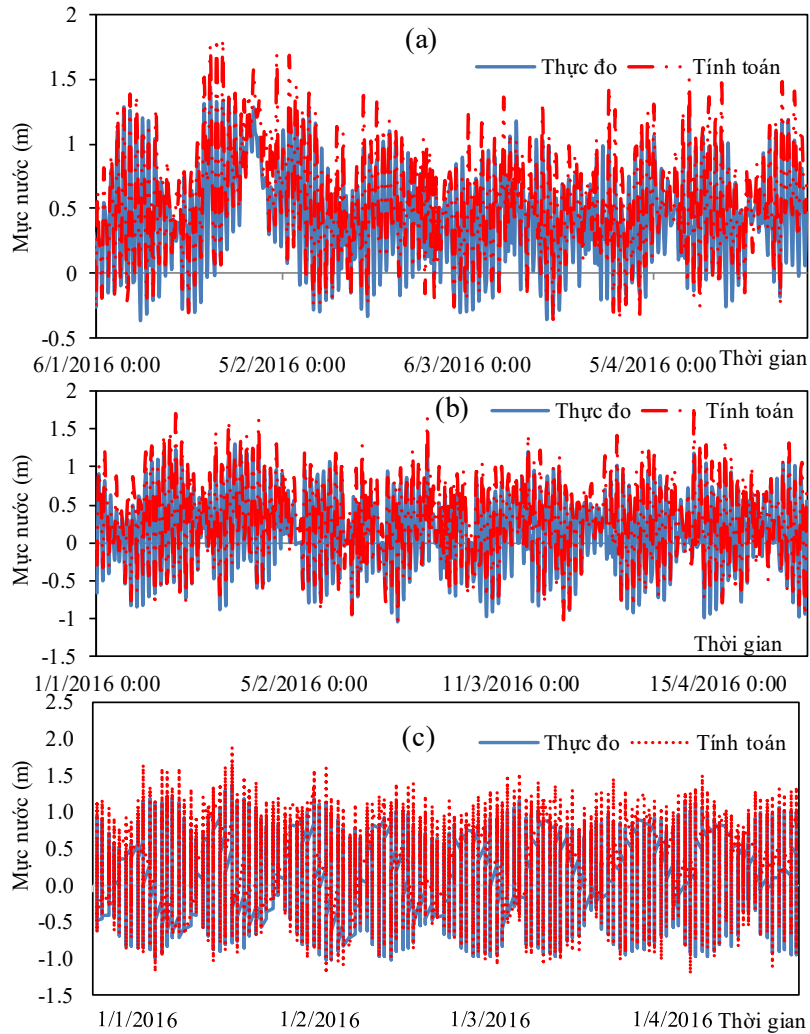 2
(a)
Thực đo Tính toán
1.5
1
0.5
0
-0.5
Mực nước (m)
6/1/2016 0:00 5/2/2016 0:00 6/3/2016 0:00 5/4/2016 0:00 Thời gian
2
(b)
Thực đo Tính toán
1.5
1
0.5
0
-0.5
-1
-1.5
Mực nước (m)
Thời gian
1/1/2016 0:00 5/2/2016 0:00 11/3/2016 0:00 15/4/2016 0:00
2.5
(c)
Thực đo Tính toán
2.0
1.5
1.0
0.5
0.0
-0.5
-1.0
-1.5
Mực nước (m)
1/1/2016 1/2/2016 1/3/2016 1/4/2016 Thời gian